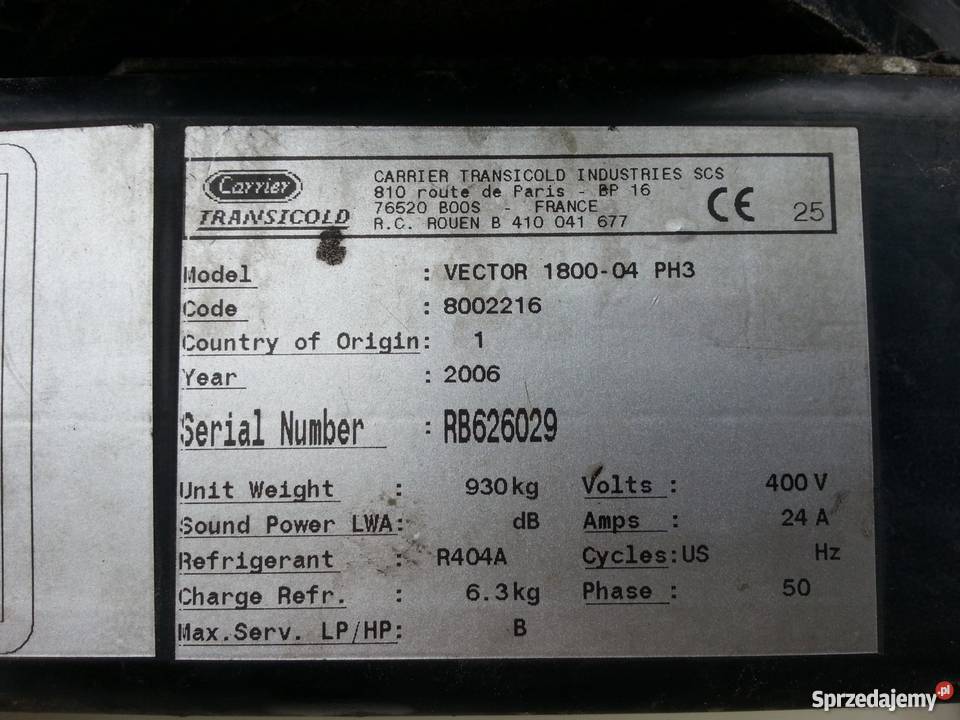 Carrier
TRANSICOLD
CARRIER TRANSICOLD INDUSTRIES SCS
810 route de Paris - BP 16
76520 BOOS - FRANCE
R.C. ROUEN B 410 041 677
CE 25
Model : VECTOR 1800-04 PH3
Code : 8002216
Country of Origin: 1
Year : 2006
Serial Number : RB626029
Unit Weight : 930kg Volts : 400 V
Sound Power LWA: dB Amps : 24 A
Refrigerant : R404A Cycles:US Hz
Charge Refr. : 6.3kg Phase : 50
Max.Serv. LP/HP: B
Sprzedajemy.pl